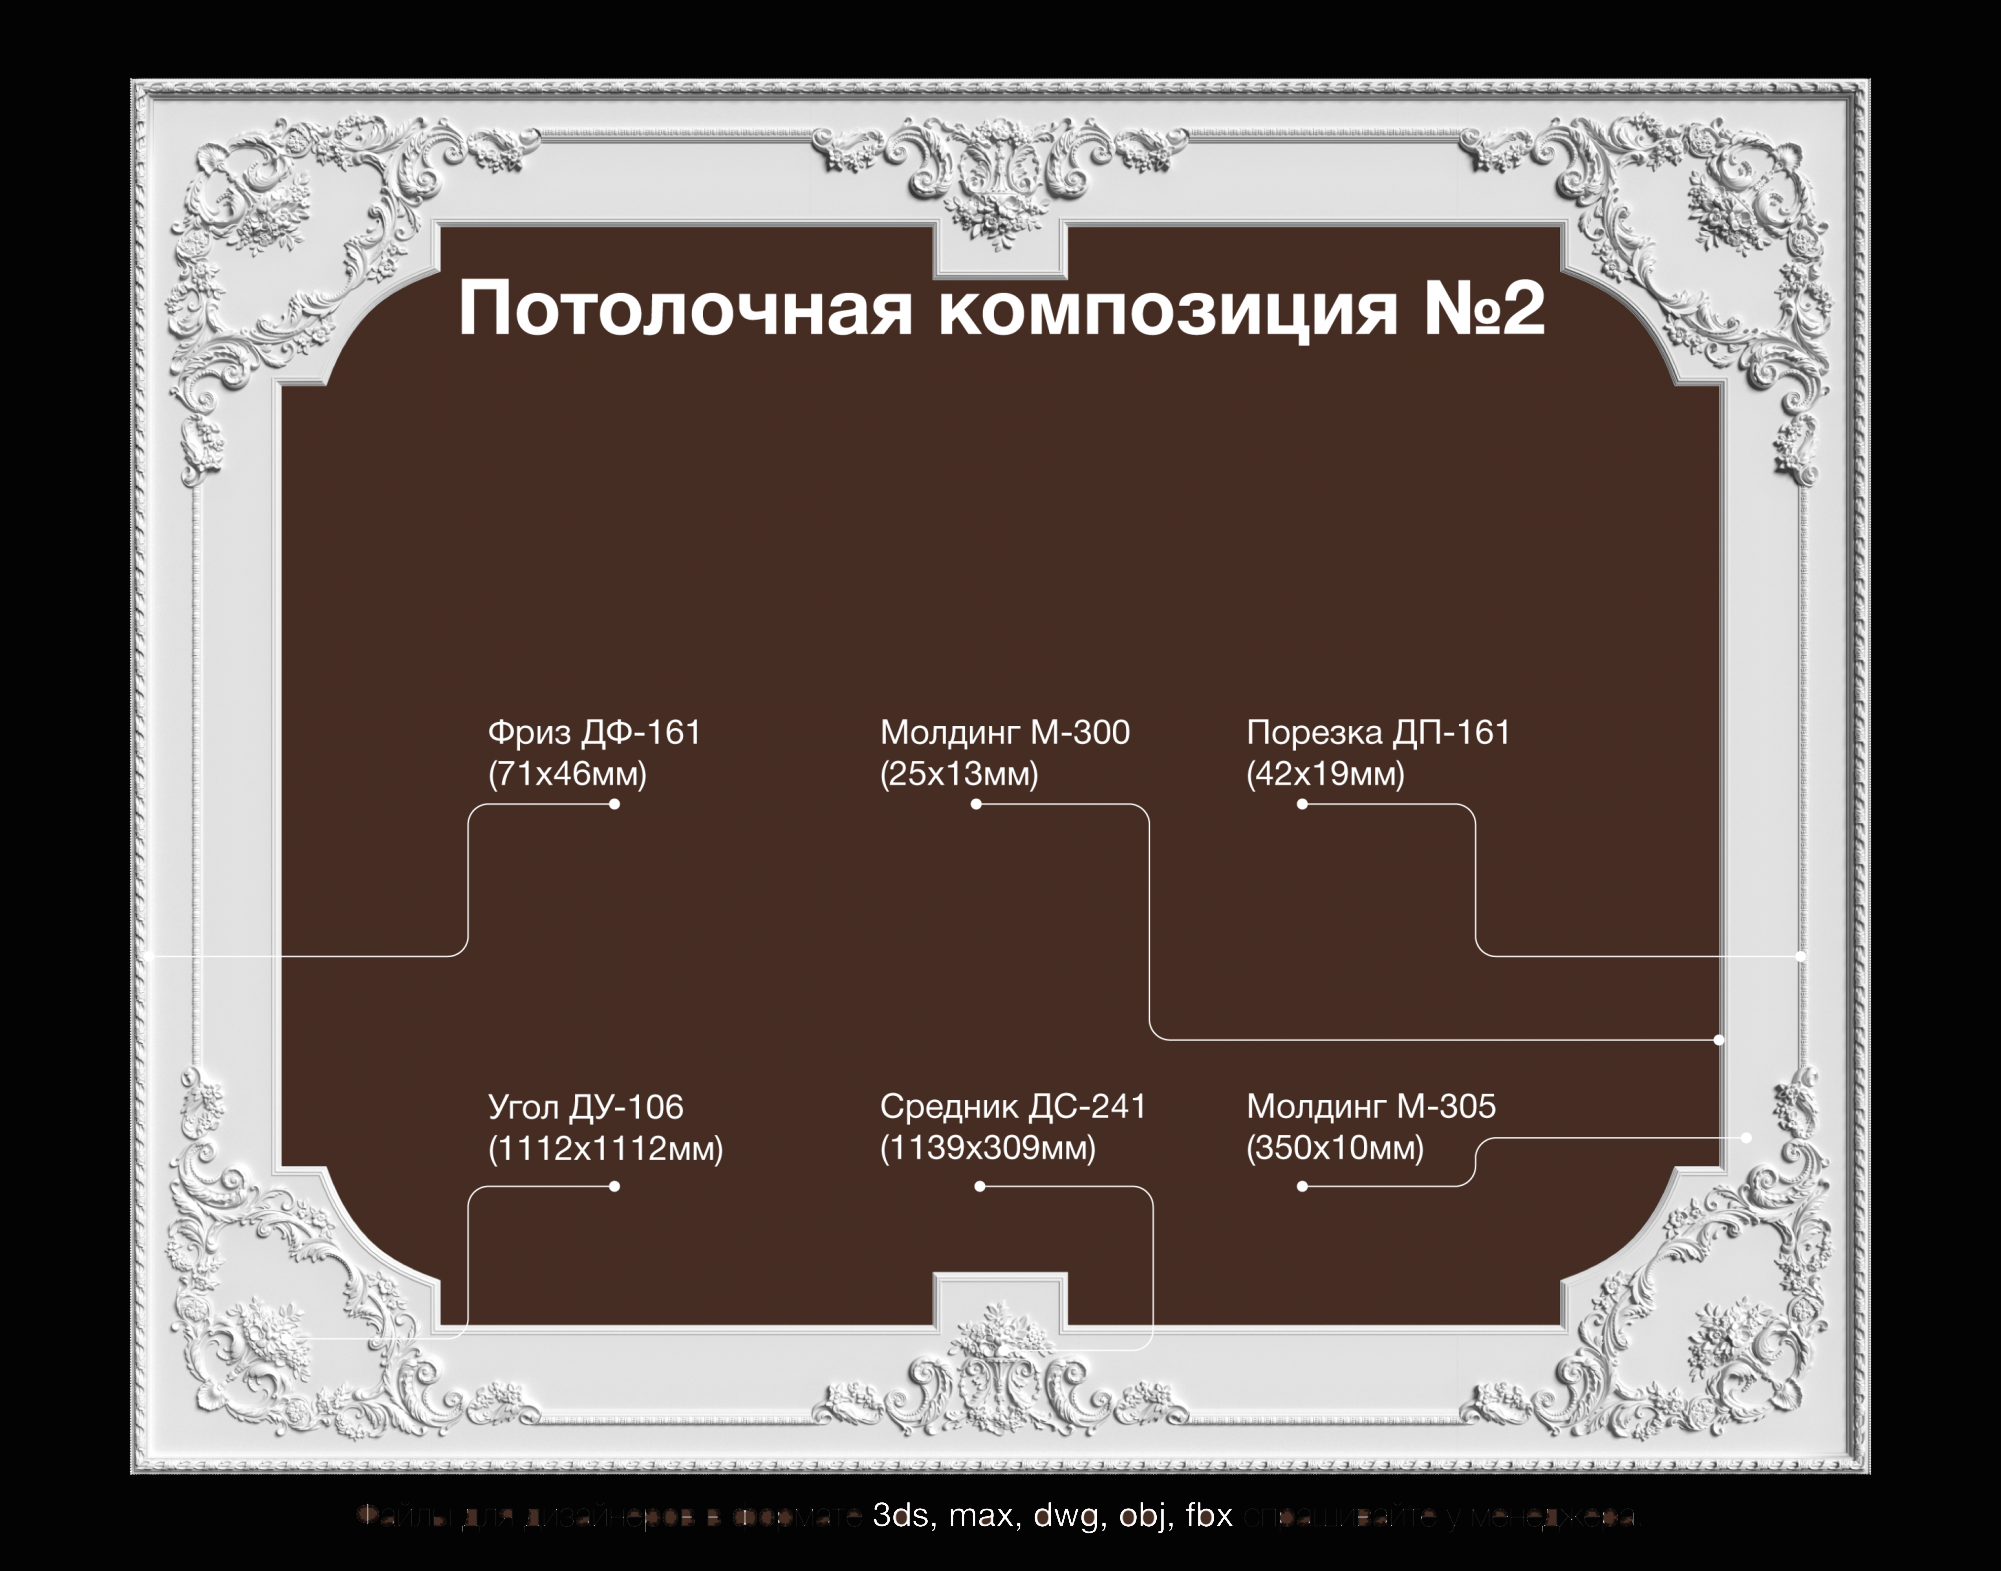 Потолочная композиция №2
Фриз ДФ-161
(71х46мм)
Молдинг М-300
(25х13мм)
Порезка ДП-161
(42х19мм)
Угол ДУ-106
(1112х1112мм)
Средник ДС-241
(1139х309мм)
Молдинг М-305
(350х10мм)
Файлы для дизайнеров в формате 3ds, max, dwg, obj, fbx спрашивайте у менеджера.